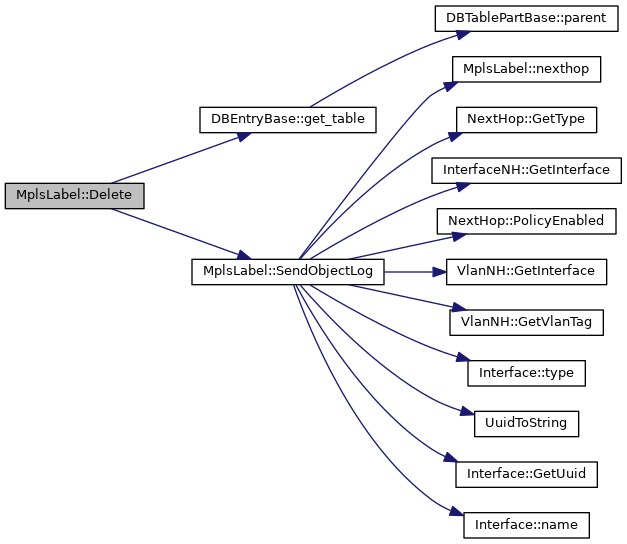 DBTablePartBase::parent
MplsLabel::nexthop
DBEntryBase::get_table
NextHop::GetType
InterfaceNH::GetInterface
MplsLabel::Delete
NextHop::PolicyEnabled
MplsLabel::SendObjectLog
VlanNH::GetInterface
VlanNH::GetVlanTag
Interface::type
UuidToString
Interface::GetUuid
Interface::name